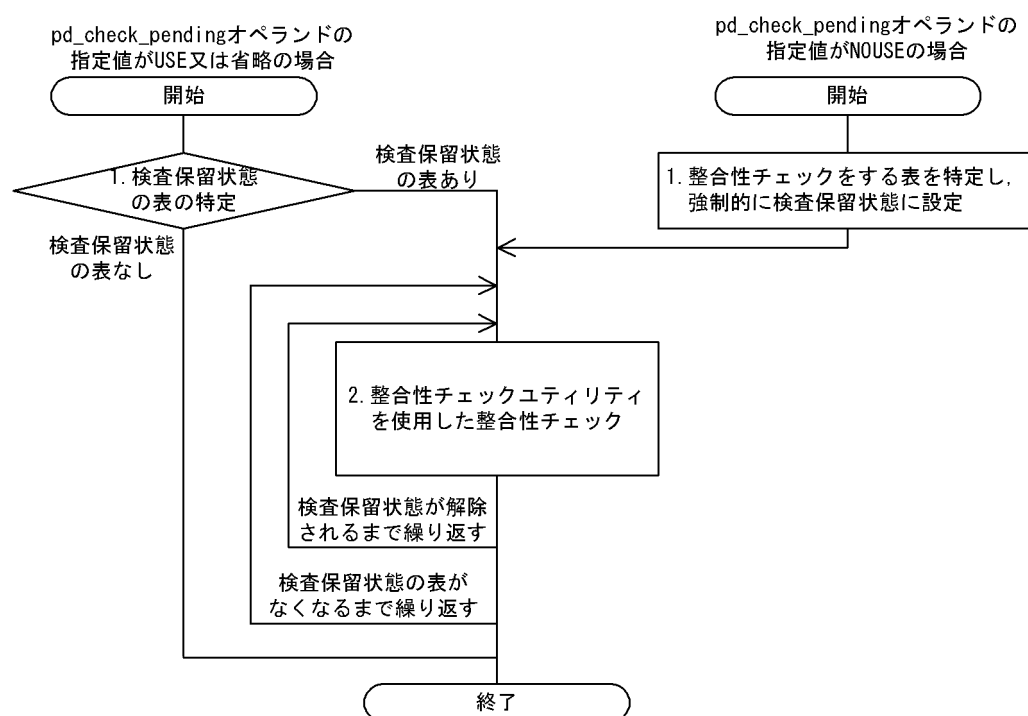 pd_check_pendingオペランドの
指定値がUSE又は省略の場合
pd_check_pendingオペランドの
指定値がNOUSEの場合
開始
開始
1.検査保留状態
の表の特定
検査保留状態
の表あり
1.整合性チェックをする表を特定し，
強制的に検査保留状態に設定
検査保留状態
の表なし
2.整合性チェックユティリティ
を使用した整合性チェック
検査保留状態が解除
されるまで繰り返す
検査保留状態の表が
なくなるまで繰り返す
終了